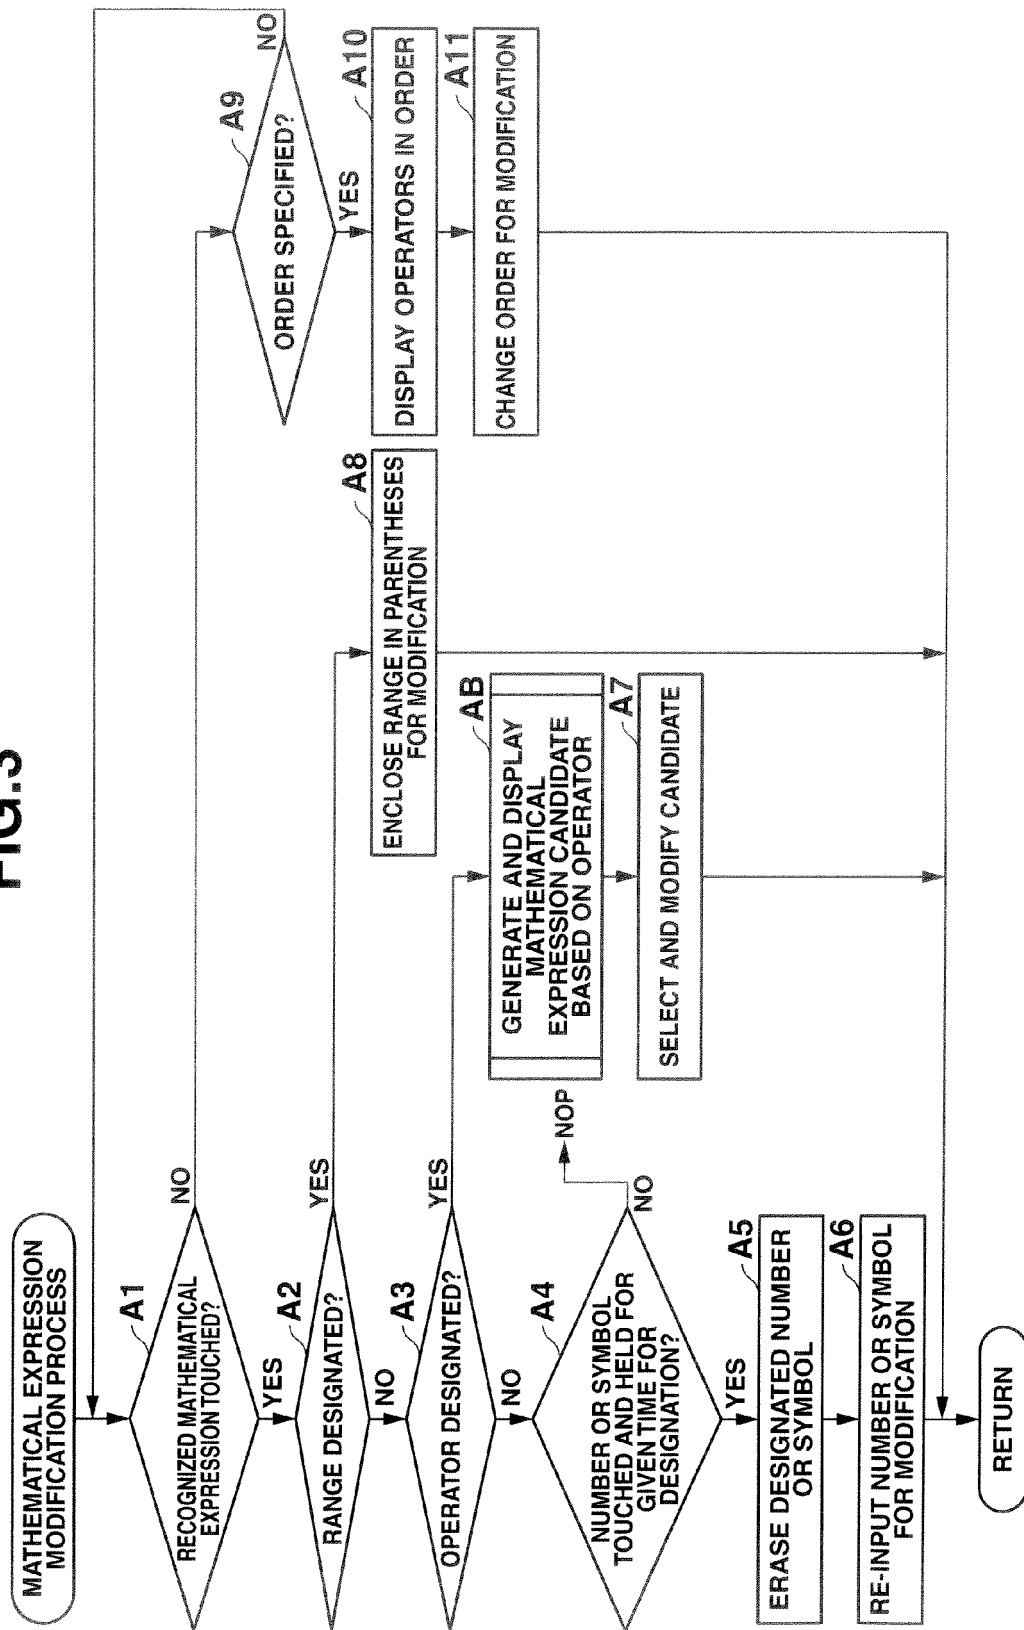 FIG.3
MATHEMATICAL EXPRESSION
MODIFICATION PROCESS
A1
RECOGNIZED MATHEMATICAL
EXPRESSION TOUCHED?
NO
YES
A2
RANGE DESIGNATED?
YES
NO
A3
OPERATOR DESIGNATED?
YES
NO
A4
NUMBER OR SYMBOL
TOUCHED AND HELD FOR
GIVEN TIME FOR
DESIGNATION?
NO
NOP
YES
A5
ERASE DESIGNATED NUMBER
OR SYMBOL
A6
RE-INPUT NUMBER OR SYMBOL
FOR MODIFICATION
RETURN
AB
GENERATE AND DISPLAY
MATHEMATICAL
EXPRESSION CANDIDATE
BASED ON OPERATOR
A7
SELECT AND MODIFY CANDIDATE
A8
ENCLOSE RANGE IN PARENTHESES
FOR MODIFICATION
A9
ORDER SPECIFIED?
NO
YES
A10
DISPLAY OPERATORS IN ORDER
A11
CHANGE ORDER FOR MODIFICATION